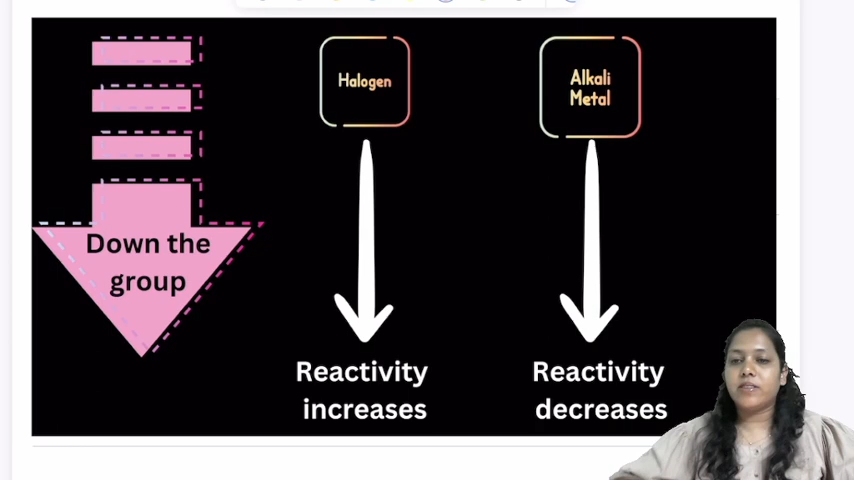 Halogen
Alkali
Metal
Down the
group
Reactivity
increases
Reactivity
decreases